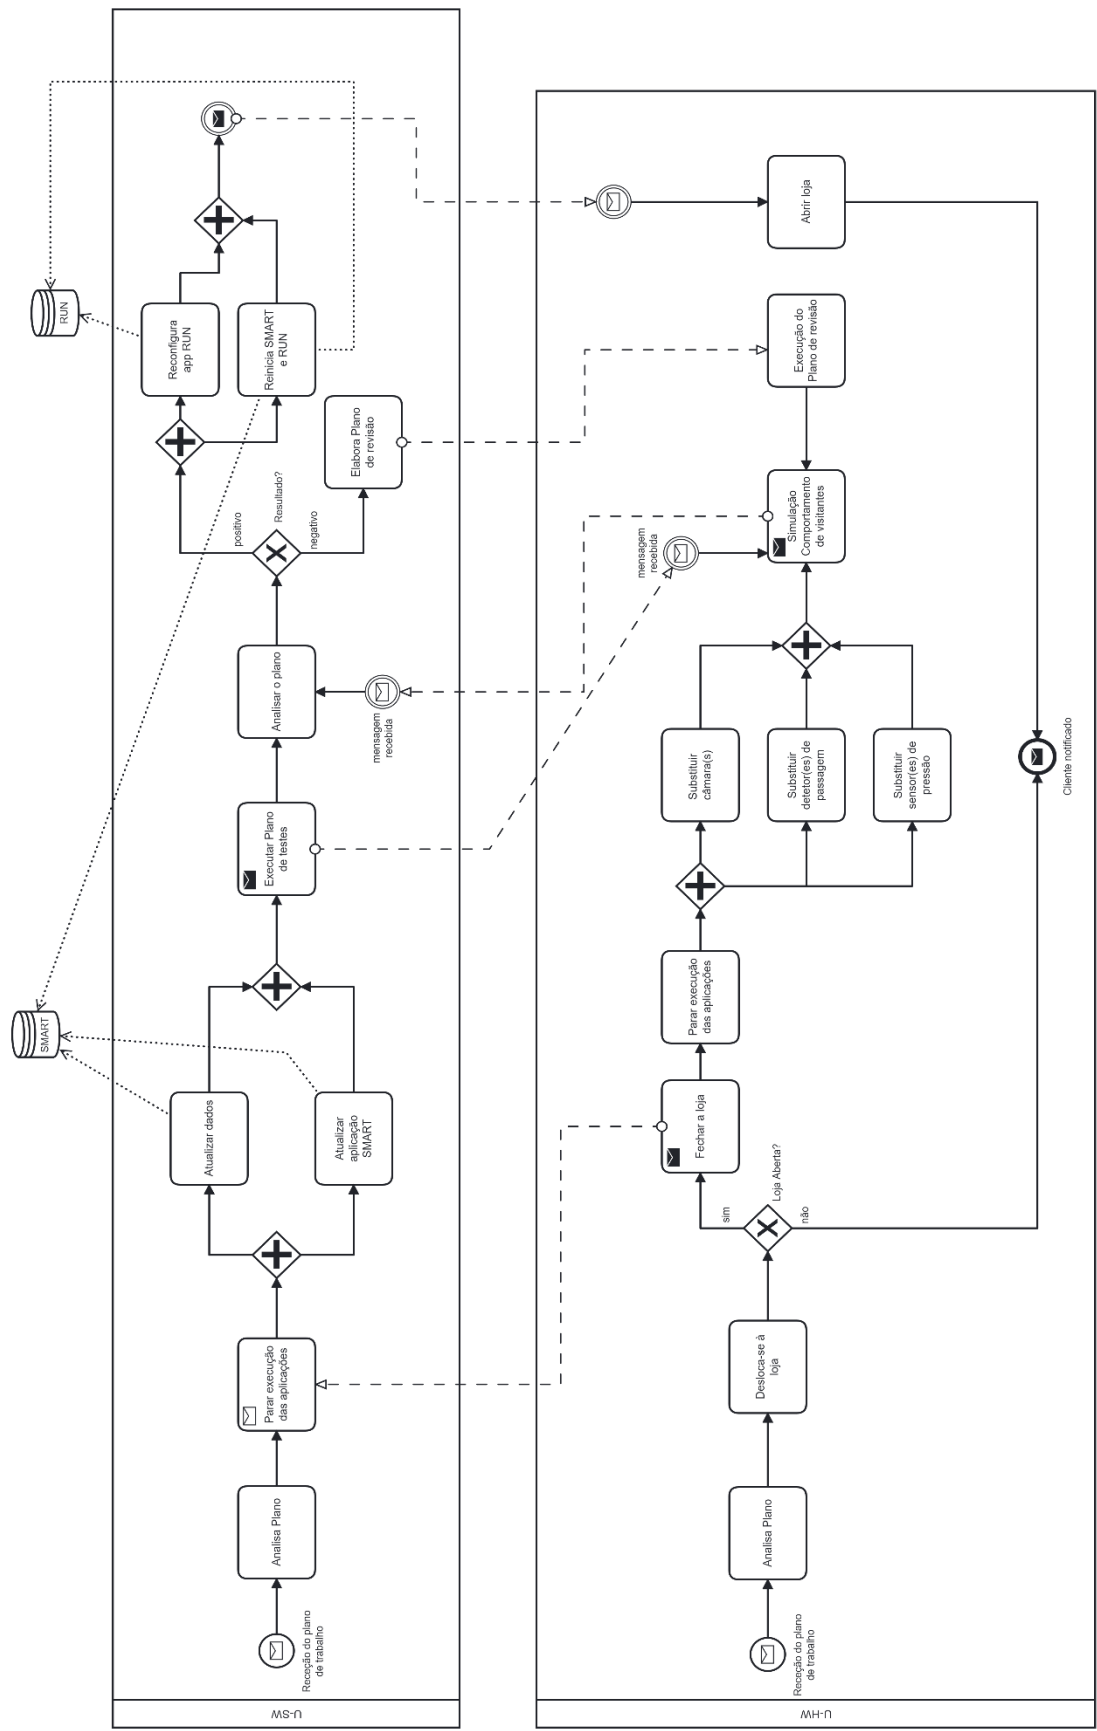 RUN
SMART
U-SW
Receção do plano
de trabalho
Analisa Plano
Parar execução
das aplicações
Atualizar dados
Atualizar
aplicação
SMART
Executar Plano
de testes
mensagem
recebida
Analisar o plano
Resultado?
positivo
negativo
Reconfigura
app RUN
Reinicia SMART
e RUN
Elabora Plano
de revisão
U-HW
Receção do plano
de trabalho
Analisa Plano
Desloca-se à
loja
Loja Aberta?
sim
não
Fechar a loja
Parar execução
das aplicações
Substituir
câmara(s)
Substituir
detetor(es) de
passagem
Substituir
sensor(es) de
pressão
mensagem
recebida
Simulação
Comportamento
de visitantes
Execução do
Plano de revisão
Abrir loja
Cliente notificado